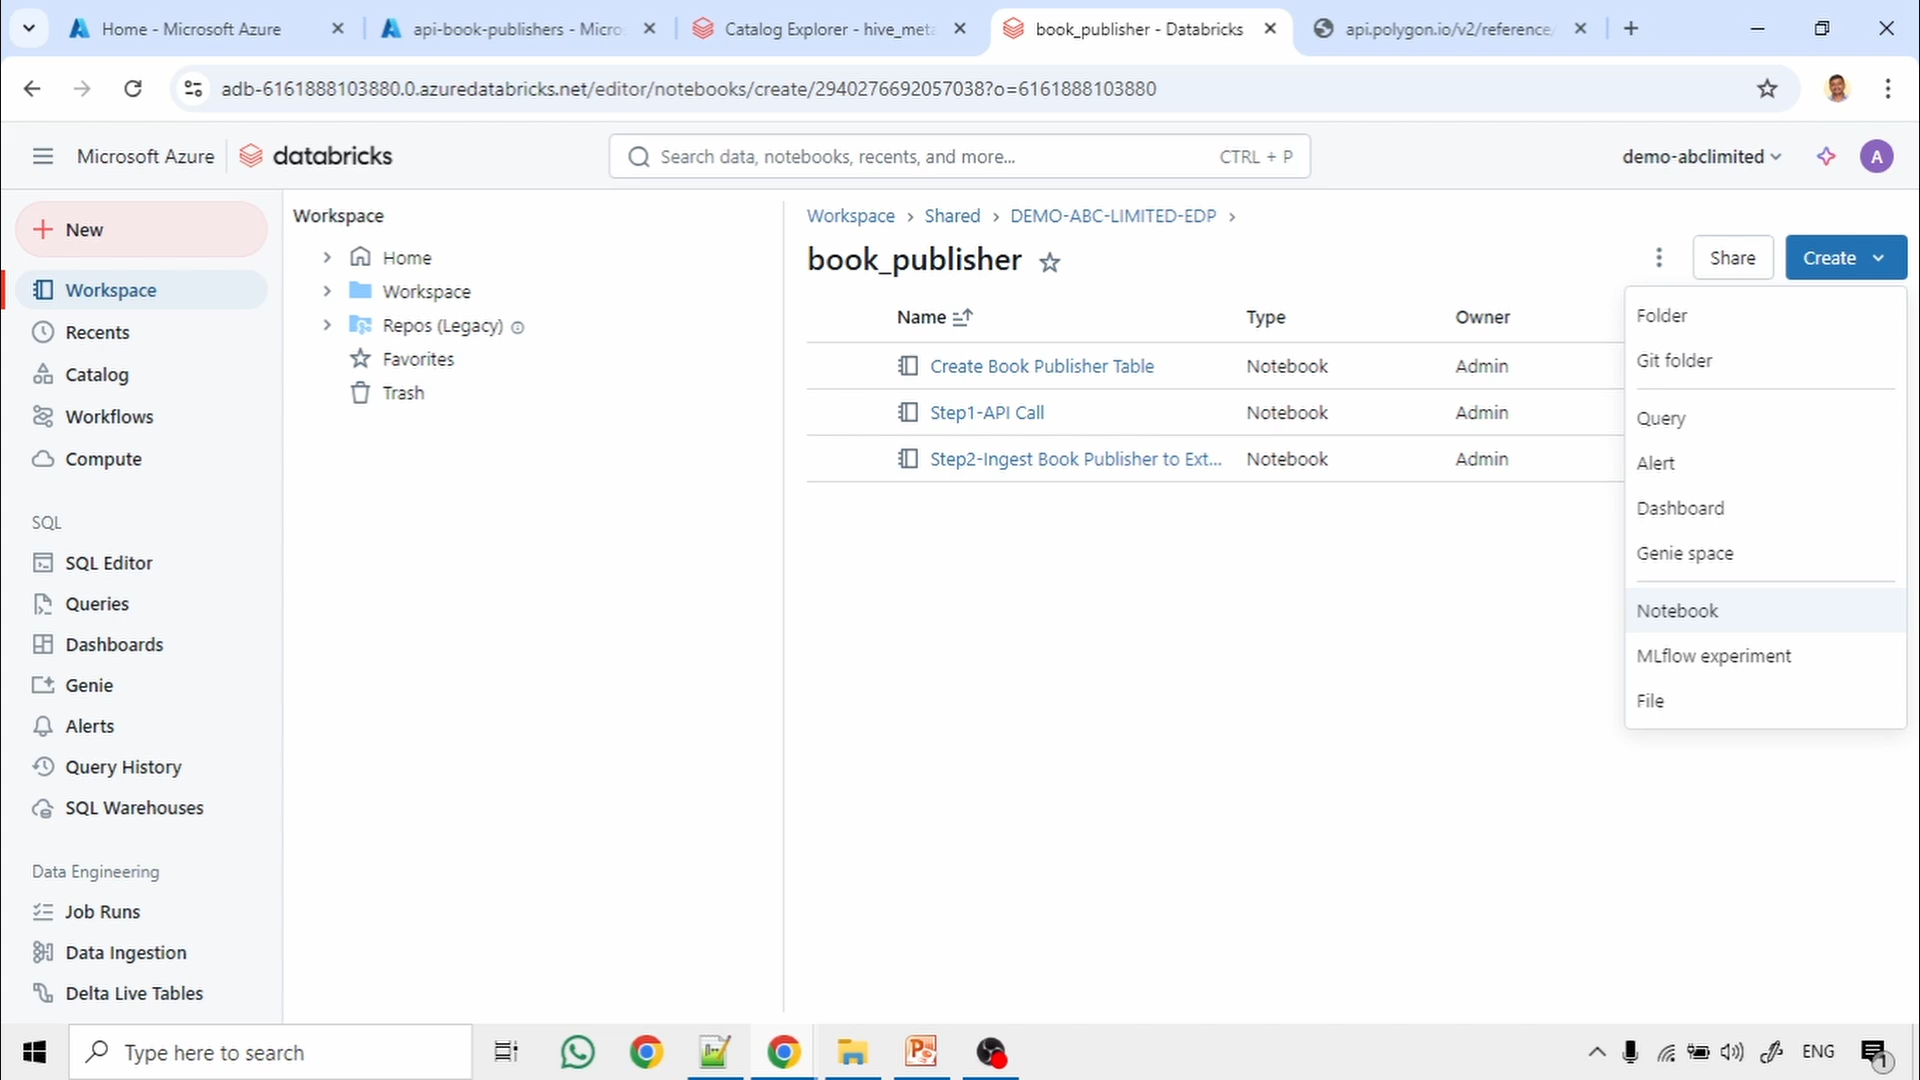 Home - Microsoft Azure
api-book-publishers - Micro
Catalog Explorer - hive_meta
book_publisher - Databricks
api.polygon.io/v2/reference/
adb-6161888103880.0.azuredatabricks.net/editor/notebooks/create/2940276692057038?o=6161888103880
Microsoft Azure
databricks
Search data, notebooks, recents, and more...
CTRL + P
demo-abclimited
A
New
Workspace
Recents
Catalog
Workflows
Compute
SQL
SQL Editor
Queries
Dashboards
Genie
Alerts
Query History
SQL Warehouses
Data Engineering
Job Runs
Data Ingestion
Delta Live Tables
Workspace
Home
Workspace
Repos (Legacy)
Favorites
Trash
Workspace > Shared > DEMO-ABC-LIMITED-EDP >
book_publisher
Share
Create
Name Type Owner
Create Book Publisher Table Notebook Admin
Step1-API Call Notebook Admin
Step2-Ingest Book Publisher to Ext... Notebook Admin
Folder
Git folder
Query
Alert
Dashboard
Genie space
Notebook
MLflow experiment
File
Type here to search
ENG
1